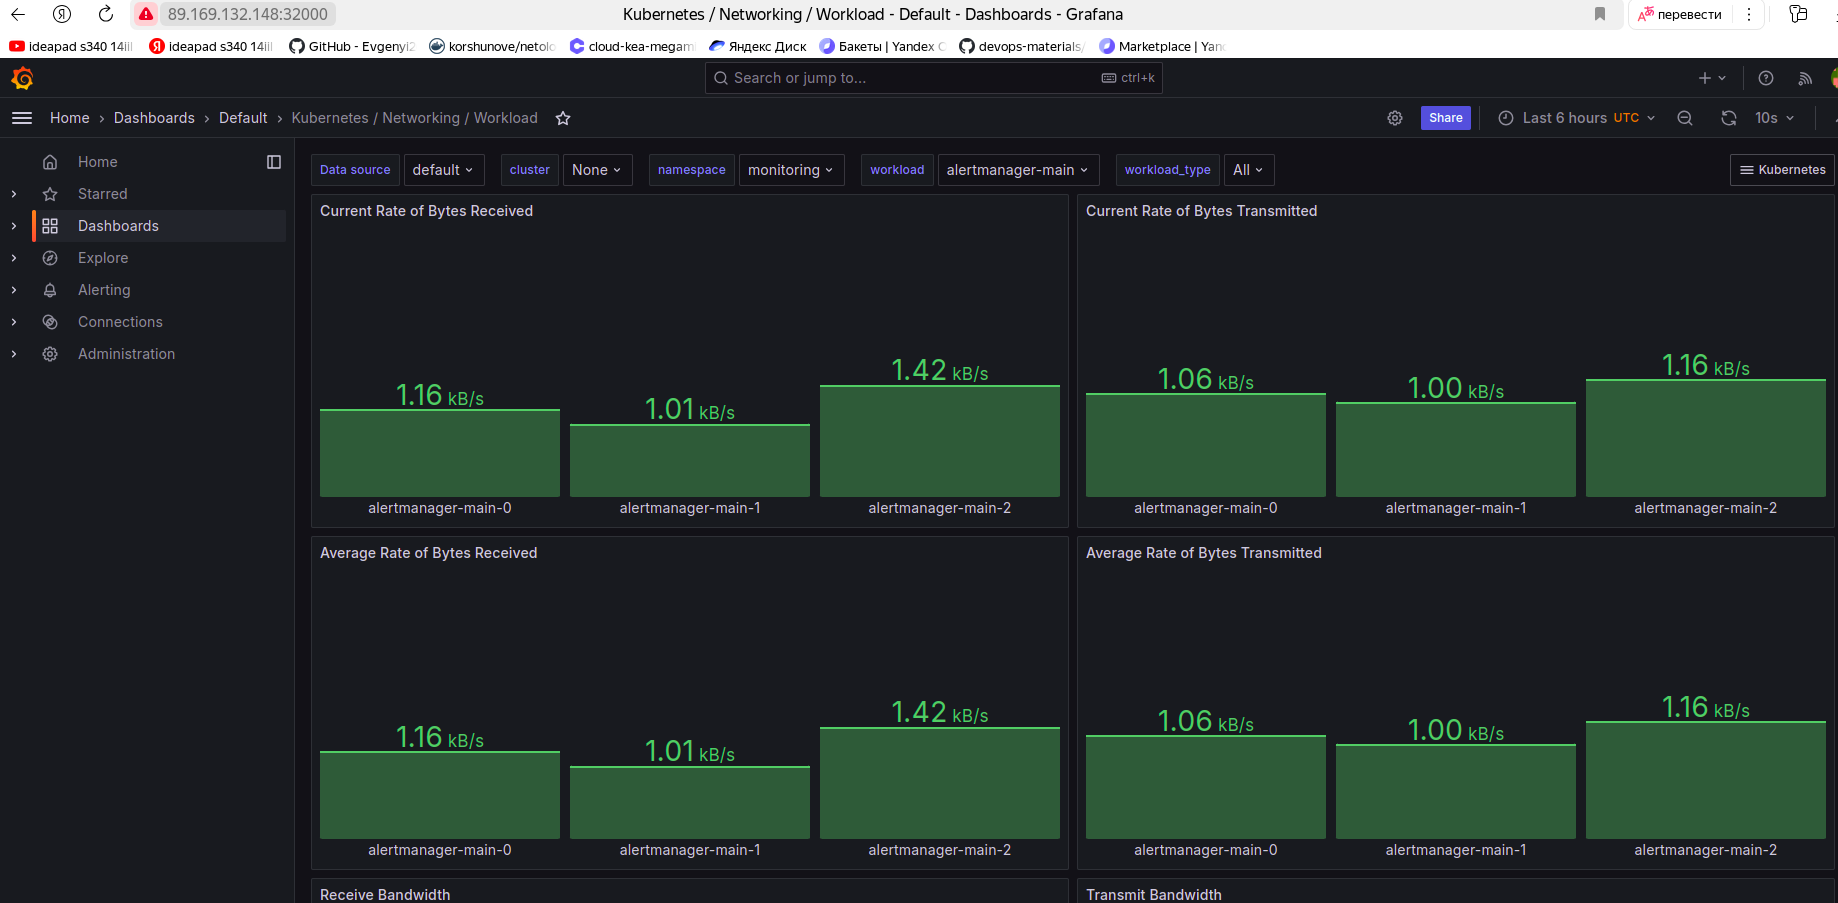 89.169.132.148:32000
Kubernetes / Networking / Workload - Default - Dashboards - Grafana
перевести
ideapad s340 14iil
ideapad s340 14iil
GitHub - Evgenyi2
korshunove/netolo
cloud-kea-megam
Яндекс Диск
Бакеты | Yandex C
devops-materials/
Marketplace | Yan
Search or jump to...
ctrl+k
Home
Dashboards
Default
Kubernetes / Networking / Workload
Share
Last 6 hours UTC
10s
Home
Starred
Dashboards
Explore
Alerting
Connections
Administration
Data source
default
cluster
None
namespace
monitoring
workload
alertmanager-main
workload_type
All
Kubernetes
Current Rate of Bytes Received
1.16 kB/s
1.01 kB/s
1.42 kB/s
alertmanager-main-0
alertmanager-main-1
alertmanager-main-2
Current Rate of Bytes Transmitted
1.06 kB/s
1.00 kB/s
1.16 kB/s
alertmanager-main-0
alertmanager-main-1
alertmanager-main-2
Average Rate of Bytes Received
1.16 kB/s
1.01 kB/s
1.42 kB/s
alertmanager-main-0
alertmanager-main-1
alertmanager-main-2
Average Rate of Bytes Transmitted
1.06 kB/s
1.00 kB/s
1.16 kB/s
alertmanager-main-0
alertmanager-main-1
alertmanager-main-2
Receive Bandwidth
Transmit Bandwidth